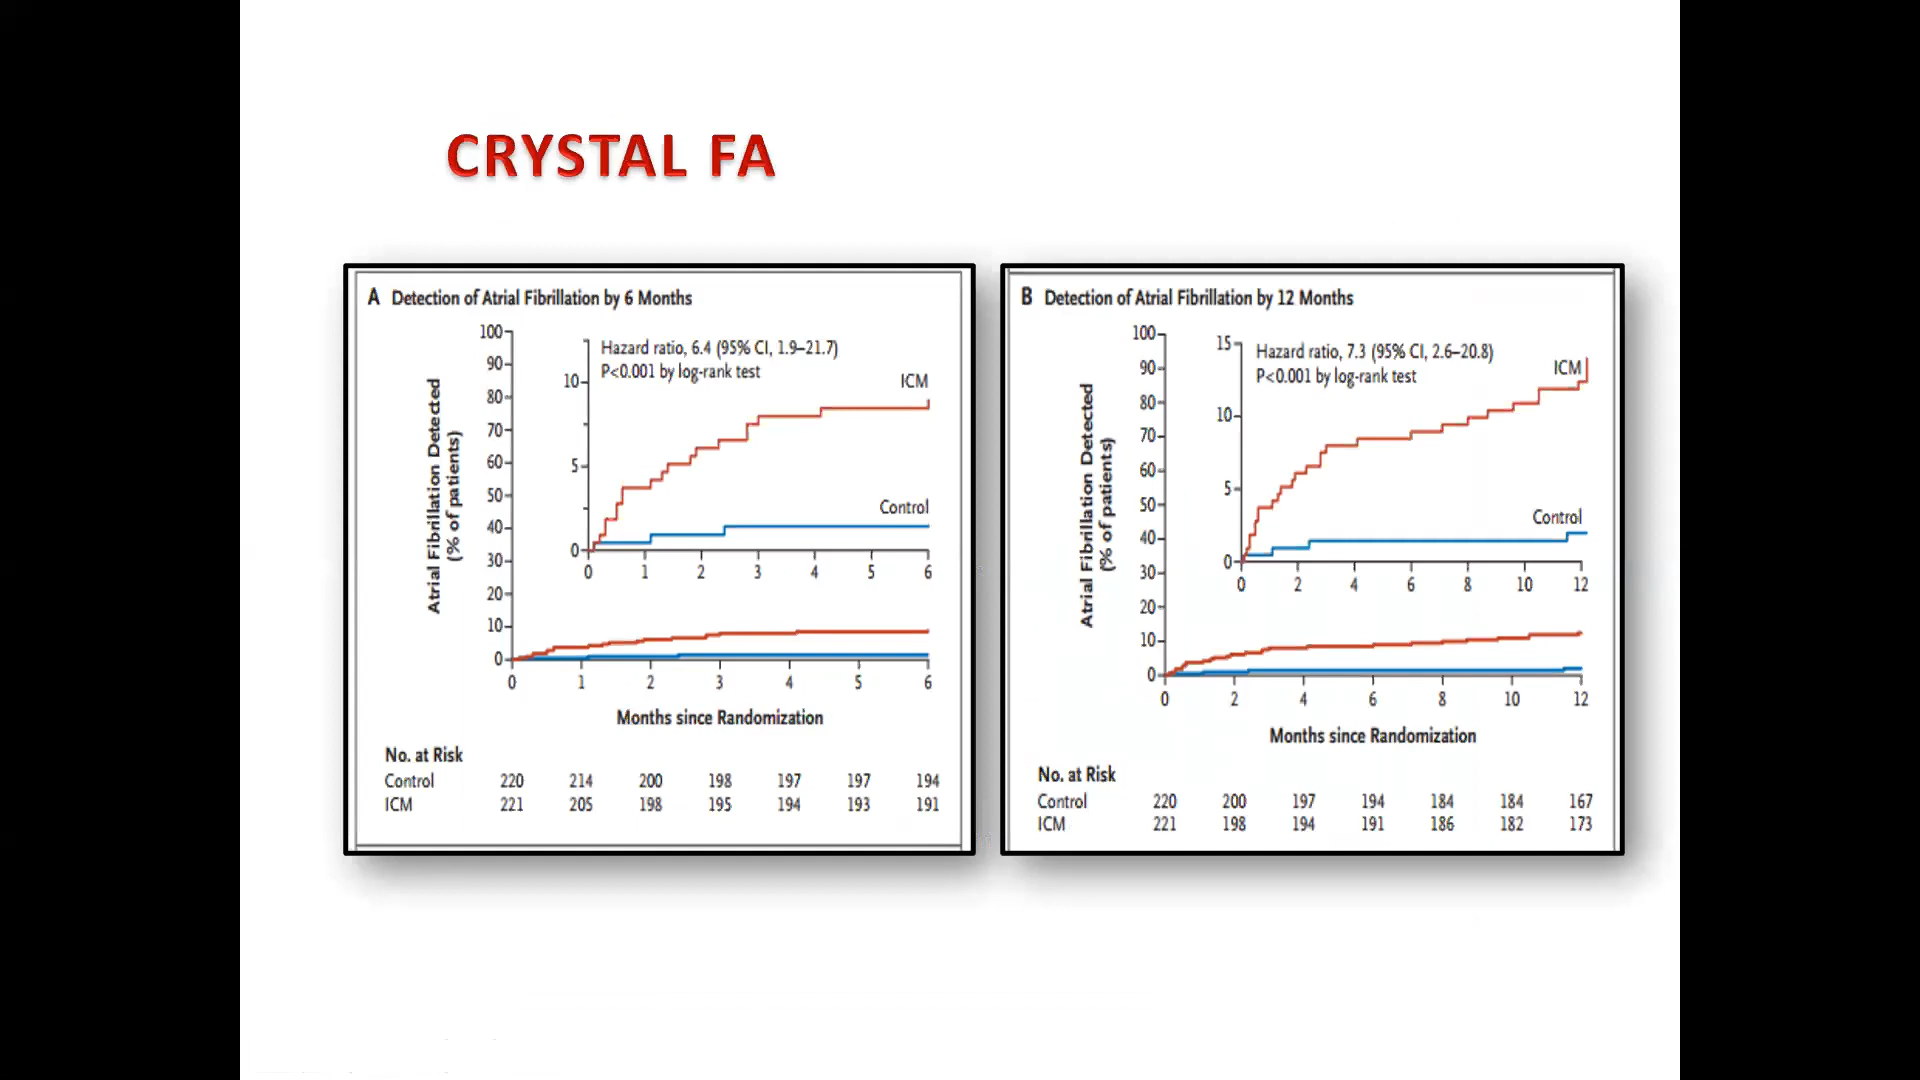 CRYSTAL FA
A Detection of Atrial Fibrillation by 6 Months
Atrial Fibrillation Detected
(% of patients)
100
90
80
70
60
50
40
30
20
10
0
Hazard ratio, 6.4 (95% CI, 1.9–21.7)
P<0.001 by log-rank test
10
5
0
ICM
Control
0 1 2 3 4 5 6
0 1 2 3 4 5 6
Months since Randomization
No. at Risk
Control 220 214 200 198 197 197 194
ICM 221 205 198 195 194 193 191
B Detection of Atrial Fibrillation by 12 Months
Atrial Fibrillation Detected
(% of patients)
100
90
80
70
60
50
40
30
20
10
0
Hazard ratio, 7.3 (95% CI, 2.6–20.8)
P<0.001 by log-rank test
15
10
5
0
ICM
Control
0 2 4 6 8 10 12
0 2 4 6 8 10 12
Months since Randomization
No. at Risk
Control 220 200 197 194 184 184 167
ICM 221 198 194 191 186 182 173